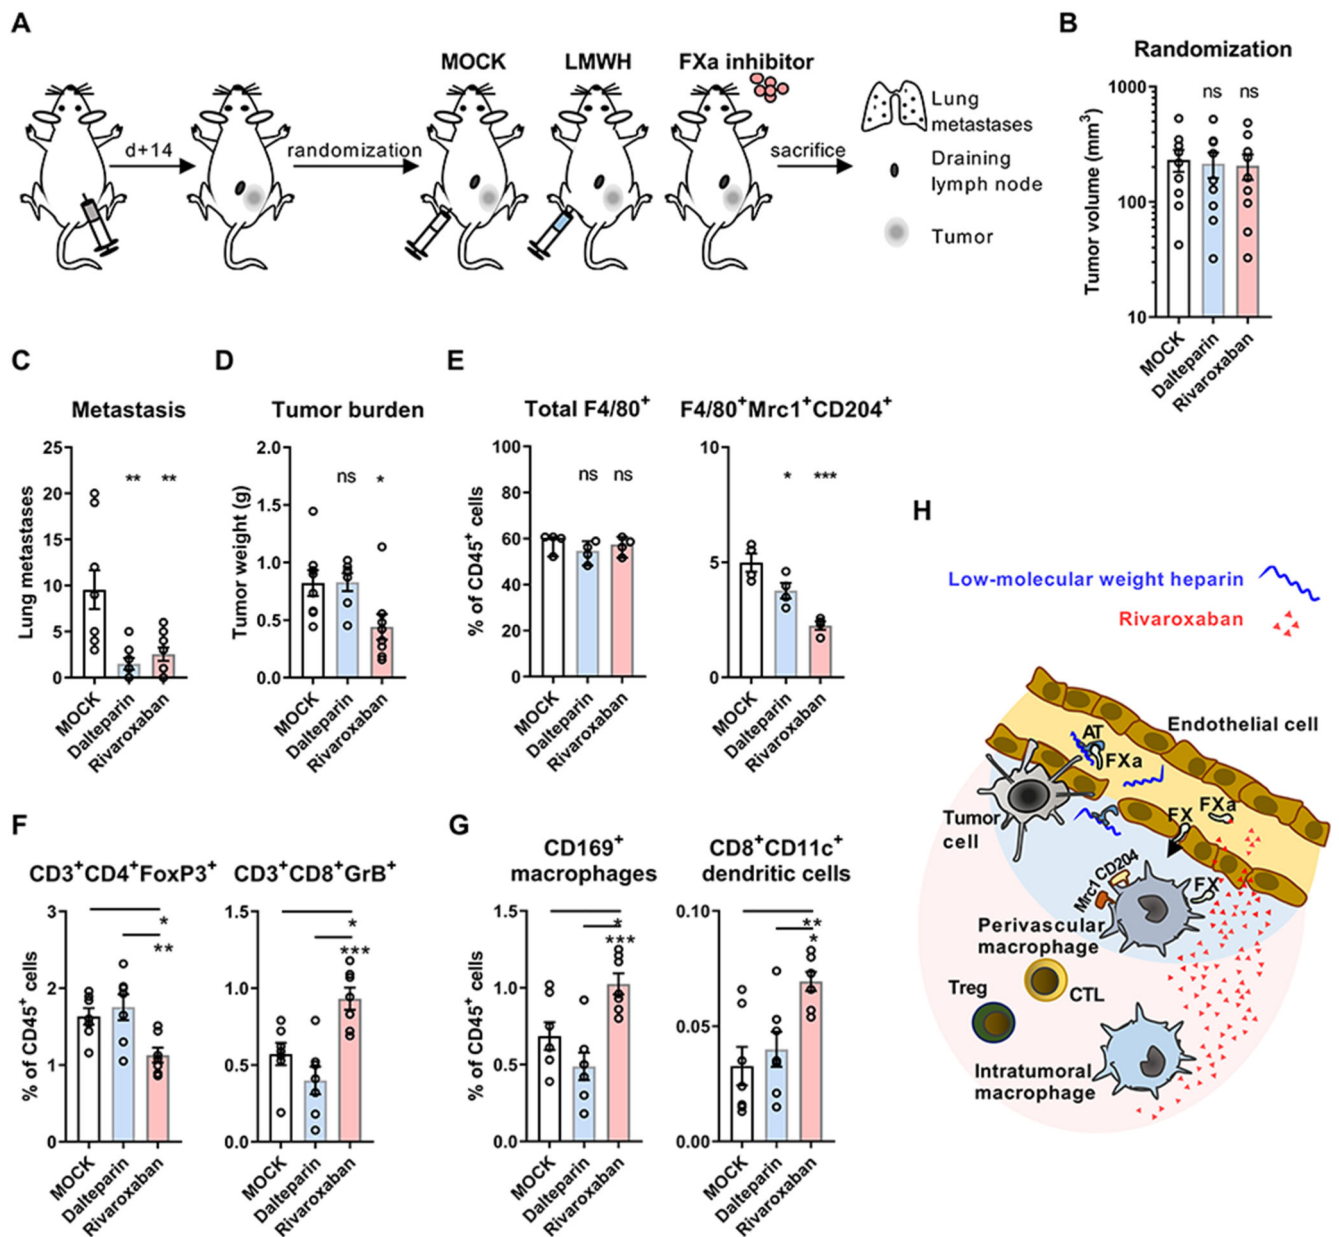 A
MOCK
LMWH
FXa inhibitor
d+14
randomization
sacrifice
Lung
metastases
Draining
lymph node
Tumor
B
Randomization
ns
ns
Tumor volume (mm³)
1000
100
10
MOCK
Dalteparin
Rivaroxaban
C
Metastasis
Lung metastases
25
20
15
10
5
0
**
**
MOCK
Dalteparin
Rivaroxaban
D
Tumor burden
Tumor weight (g)
2.0
1.5
1.0
0.5
0.0
ns
*
MOCK
Dalteparin
Rivaroxaban
E
Total F4/80⁺
% of CD45⁺ cells
100
80
60
40
20
0
ns
ns
MOCK
Dalteparin
Rivaroxaban
F4/80⁺Mrc1⁺CD204⁺
10
5
0
*
***
MOCK
Dalteparin
Rivaroxaban
F
CD3⁺CD4⁺FoxP3⁺
% of CD45⁺ cells
3
2
1
0
*
**
MOCK
Dalteparin
Rivaroxaban
CD3⁺CD8⁺GrB⁺
1.5
1.0
0.5
0.0
*
***
MOCK
Dalteparin
Rivaroxaban
G
CD169⁺
macrophages
% of CD45⁺ cells
1.5
1.0
0.5
0.0
*
***
MOCK
Dalteparin
Rivaroxaban
CD8⁺CD11c⁺
dendritic cells
0.10
0.05
0.00
**
*
MOCK
Dalteparin
Rivaroxaban
H
Low-molecular weight heparin
Rivaroxaban
Endothelial cell
AT
FXa
FX
FXa
Tumor
cell
Mrc1
CD204
FX
Perivascular
macrophage
Treg
CTL
Intratumoral
macrophage